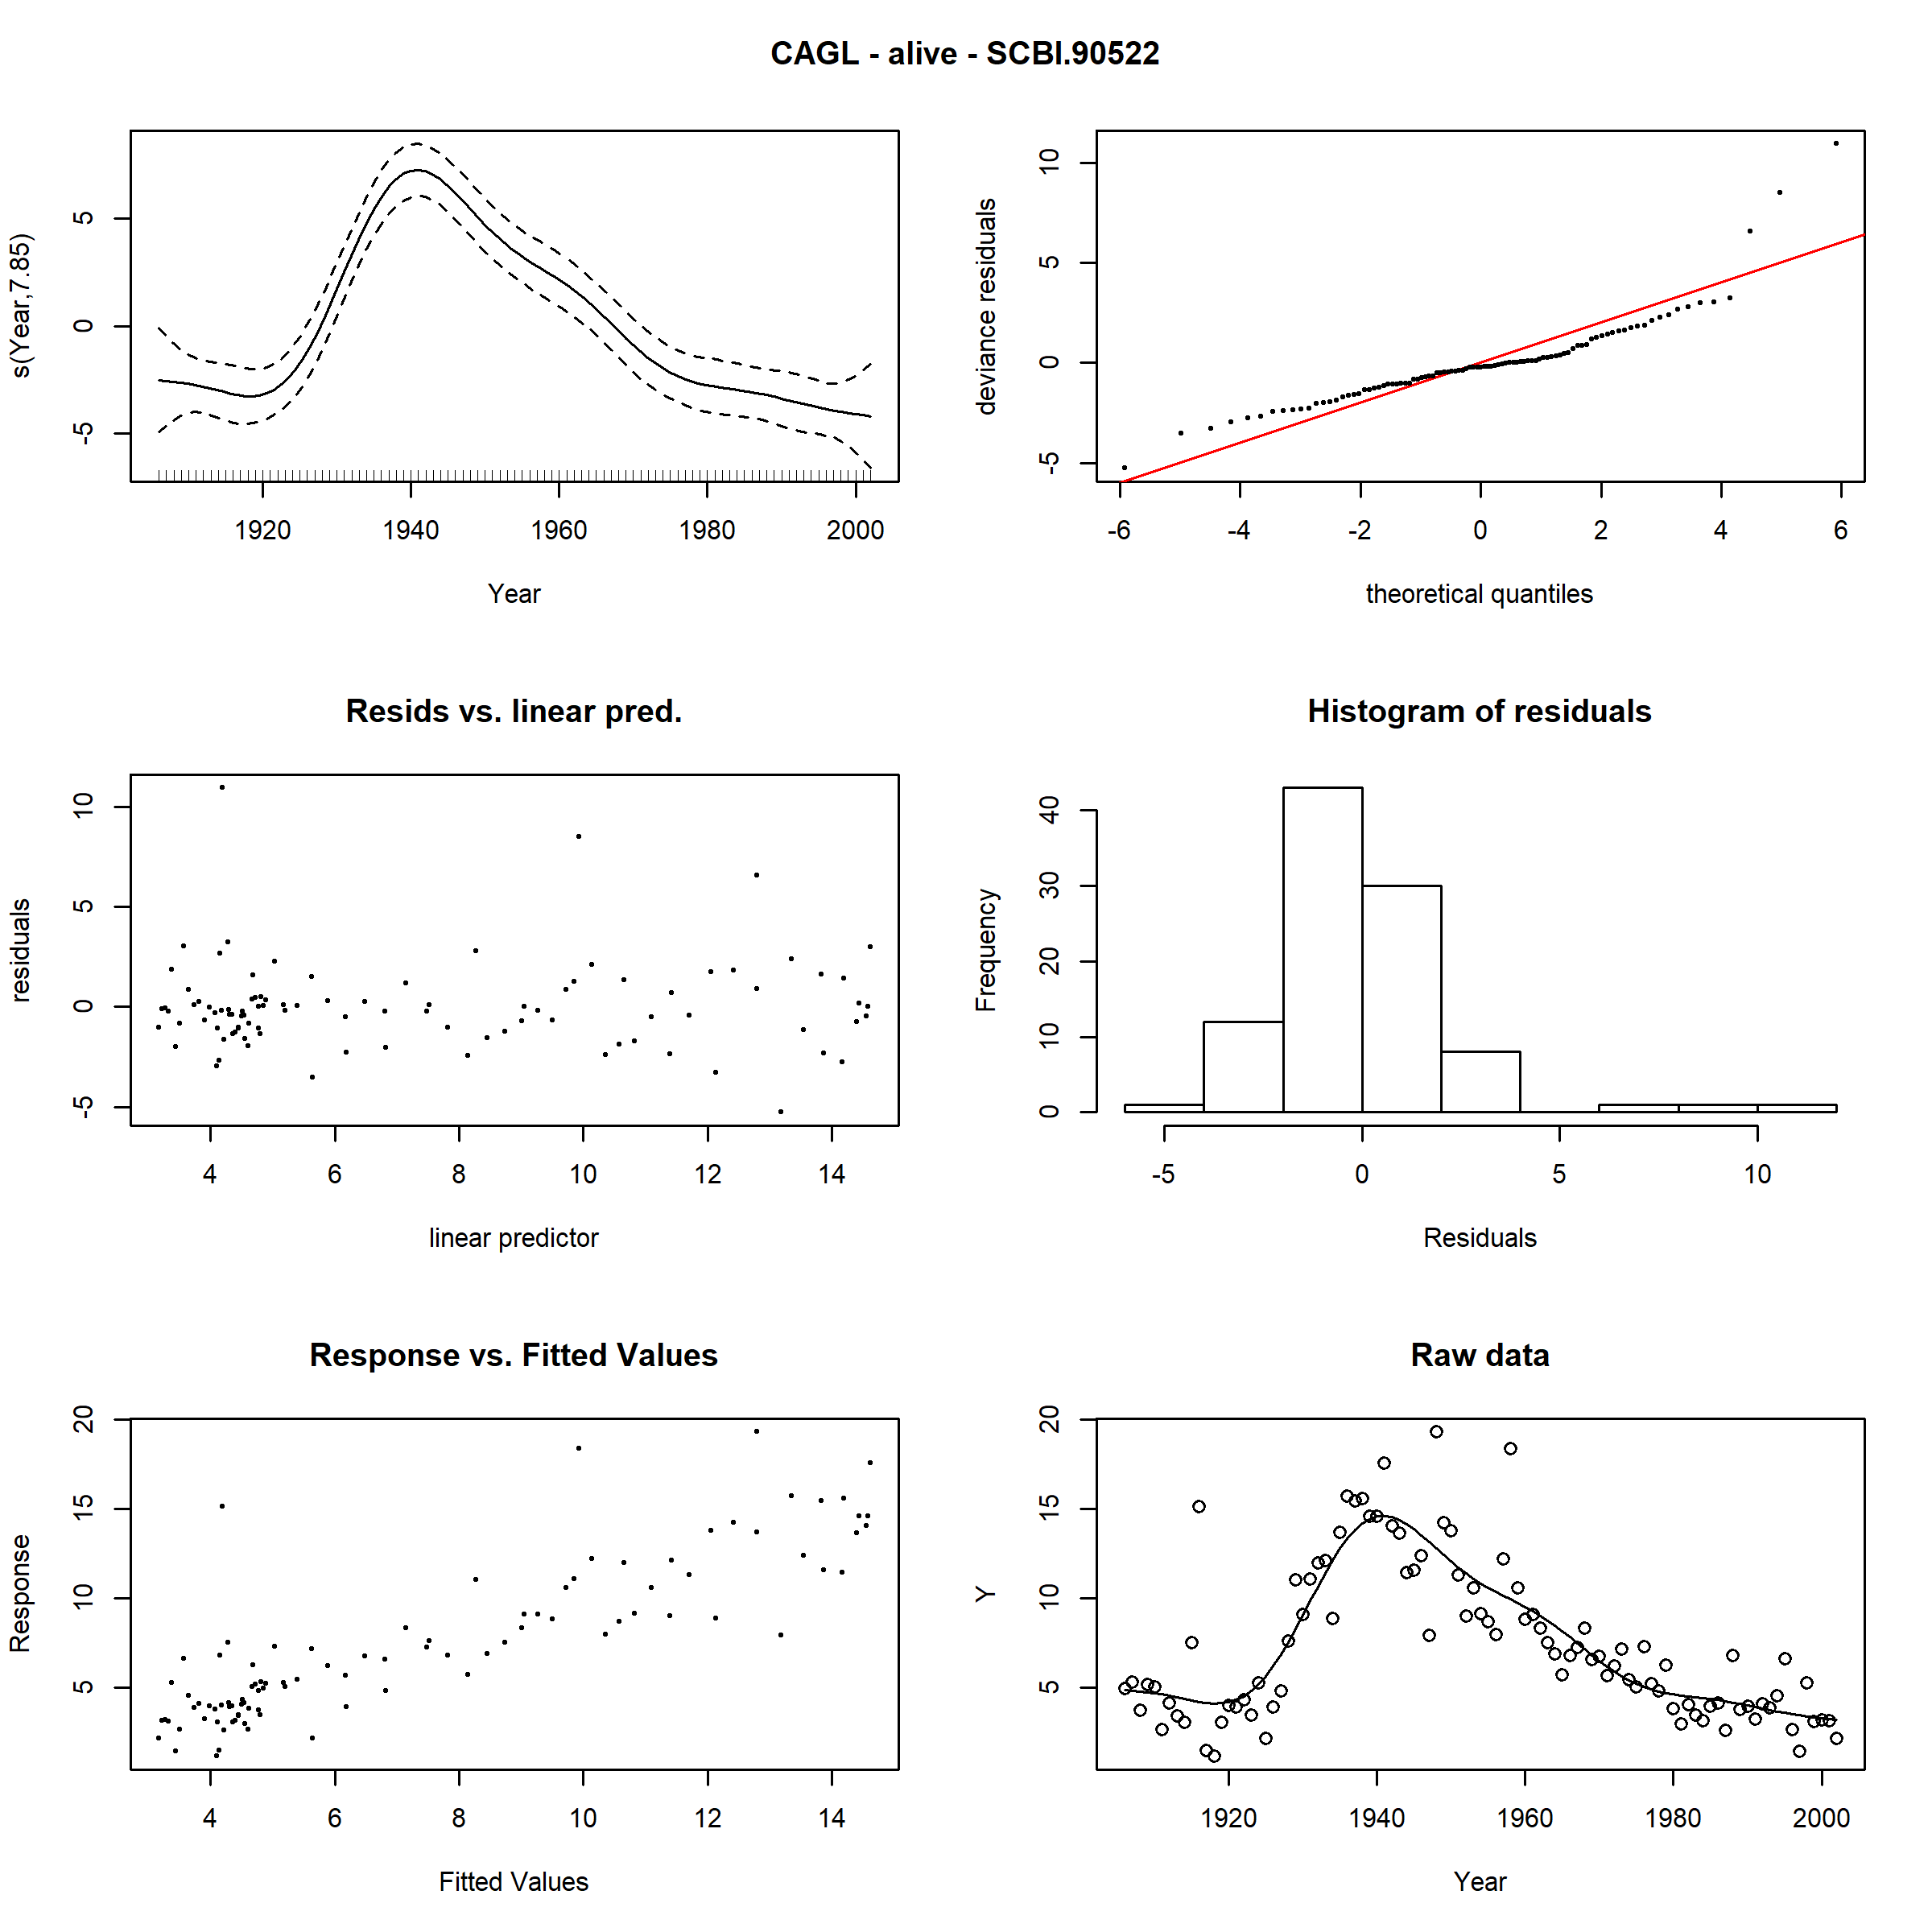 CAGL - alive - SCBI.90522
s(Year,7.85)
-5 0 5
1920 1940 1960 1980 2000
Year
deviance residuals
-5 0 5 10
-6 -4 -2 0 2 4 6
theoretical quantiles
Resids vs. linear pred.
residuals
-5 0 5 10
4 6 8 10 12 14
linear predictor
Histogram of residuals
Frequency
0 10 20 30 40
-5 0 5 10
Residuals
Response vs. Fitted Values
Response
5 10 15 20
4 6 8 10 12 14
Fitted Values
Raw data
Y
5 10 15 20
1920 1940 1960 1980 2000
Year